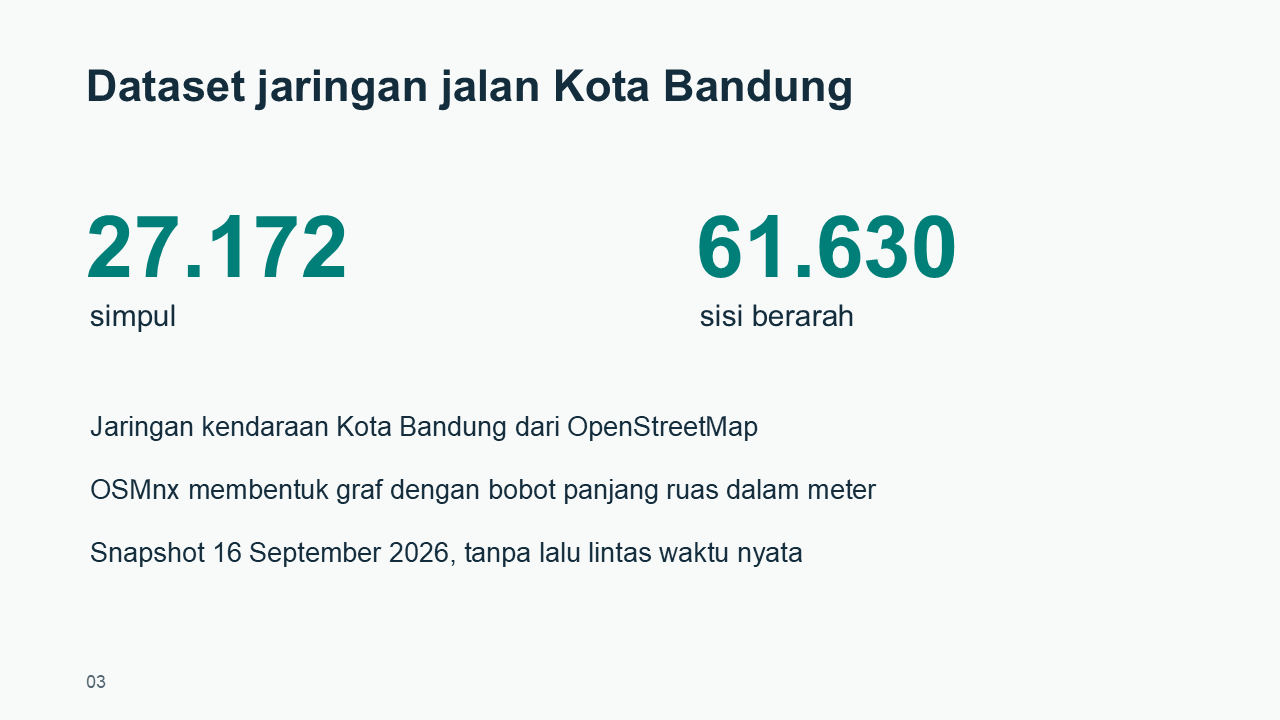 Dataset jaringan jalan Kota Bandung
27.172
simpul
61.630
sisi berarah
Jaringan kendaraan Kota Bandung dari OpenStreetMap
OSMnx membentuk graf dengan bobot panjang ruas dalam meter
Snapshot 16 September 2026, tanpa lalu lintas waktu nyata
03